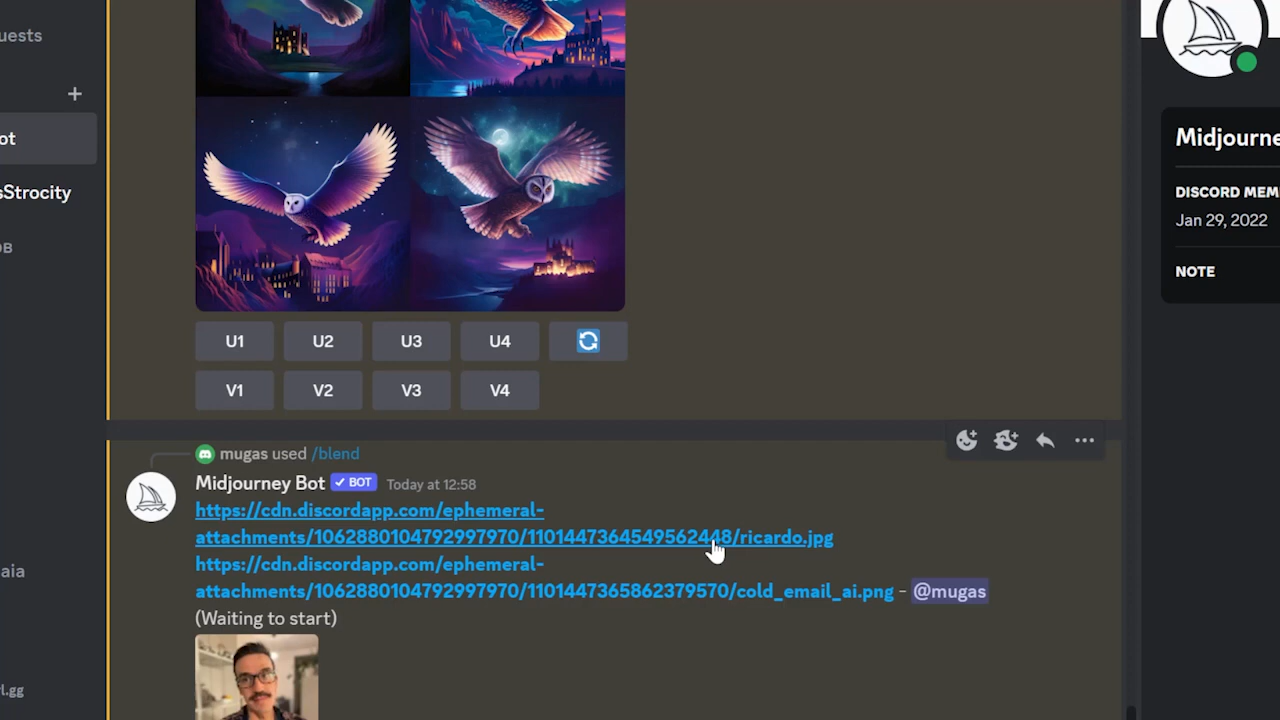 uests
+
ot
sStrocity
OB
aia
l.gg
U1 U2 U3 U4
V1 V2 V3 V4
mugas used /blend
Midjourney Bot ✓ BOT Today at 12:58
https://cdn.discordapp.com/ephemeral-
attachments/1062880104792997970/1101447364549562448/ricardo.jpg
https://cdn.discordapp.com/ephemeral-
attachments/1062880104792997970/1101447365862379570/cold_email_ai.png - @mugas
(Waiting to start)
Midjourne
DISCORD MEM
Jan 29, 2022
NOTE